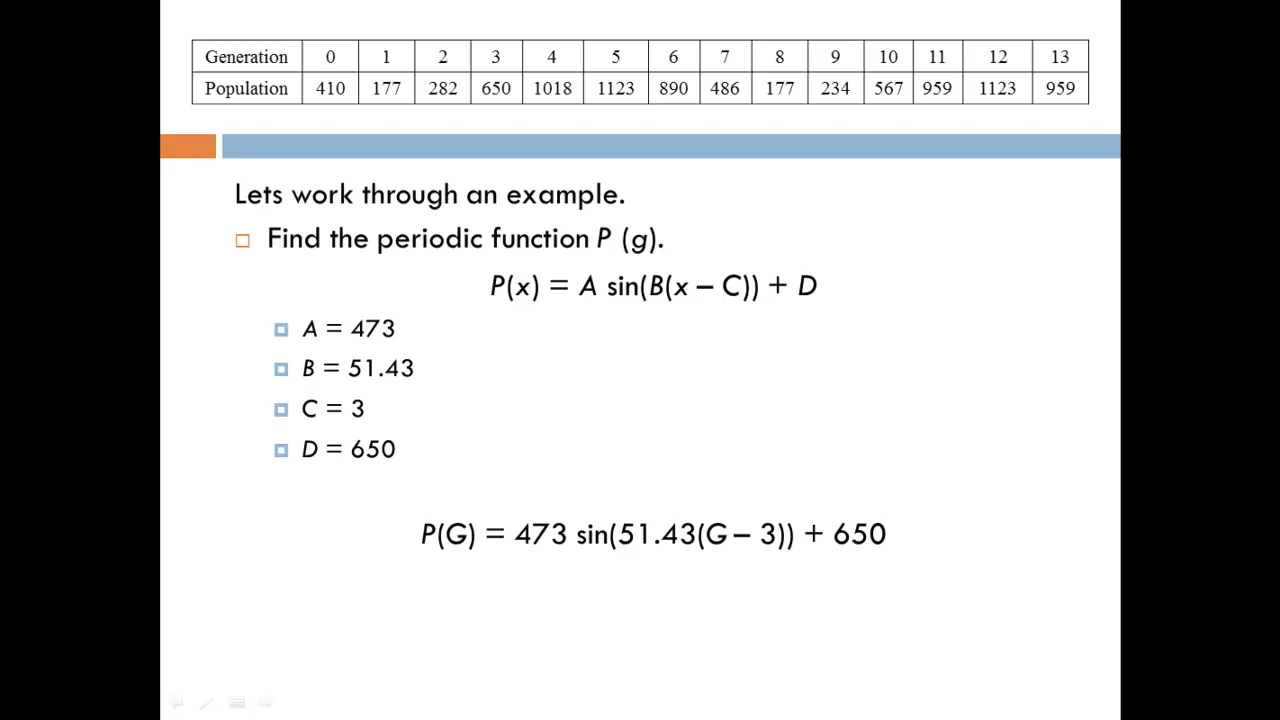 Generation 0 1 2 3 4 5 6 7 8 9 10 11 12 13
Population 410 177 282 650 1018 1123 890 486 177 234 567 959 1123 959
Lets work through an example.
Find the periodic function P (g).
P(x) = A sin(B(x – C)) + D
A = 473
B = 51.43
C = 3
D = 650
P(G) = 473 sin(51.43(G – 3)) + 650